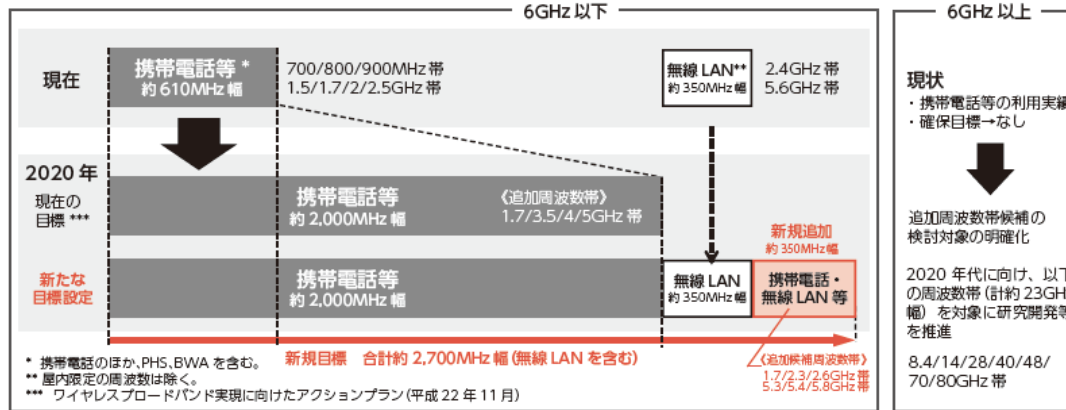 6GHz 以下
現在
携帯電話等 *
約 610MHz 幅
700/800/900MHz 帯
1.5/1.7/2/2.5GHz 帯
無線 LAN**
約 350MHz 幅
2.4GHz 帯
5.6GHz 帯
2020 年
現在の
目標 ***
携帯電話等
約 2,000MHz 幅
《追加周波数帯》
1.7/3.5/4/5GHz 帯
新規追加
約 350MHz 幅
新たな
目標設定
携帯電話等
約 2,000MHz 幅
無線 LAN
約 350MHz 幅
携帯電話・
無線 LAN 等
新規目標 合計約 2,700MHz 幅 (無線 LAN を含む)
《追加候補周波数帯》
1.7/2.3/2.6GHz 帯
5.3/5.4/5.8GHz 帯
* 携帯電話のほか、PHS、BWA を含む。
** 屋内限定の周波数は除く。
*** ワイヤレスブロードバンド実現に向けたアクションプラン (平成 22 年 11 月)
6GHz 以上
現状
・携帯電話等の利用実
・確保目標→なし
追加周波数帯候補の
検討対象の明確化
2020 年代に向け、以
の周波数帯 (計約 23GH
幅) を対象に研究開発
を推進
8.4/14/28/40/48/
70/80GHz 帯